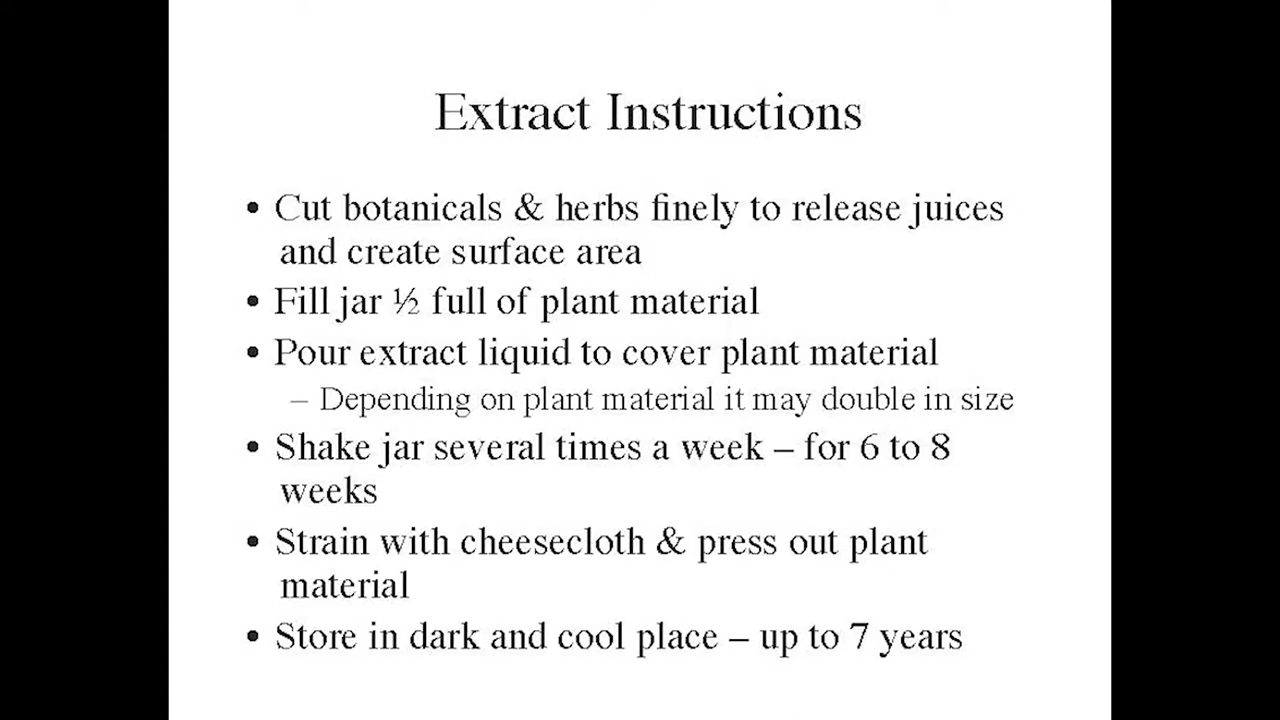 Extract Instructions
• Cut botanicals & herbs finely to release juices
and create surface area
• Fill jar ½ full of plant material
• Pour extract liquid to cover plant material
– Depending on plant material it may double in size
• Shake jar several times a week – for 6 to 8
weeks
• Strain with cheesecloth & press out plant
material
• Store in dark and cool place – up to 7 years